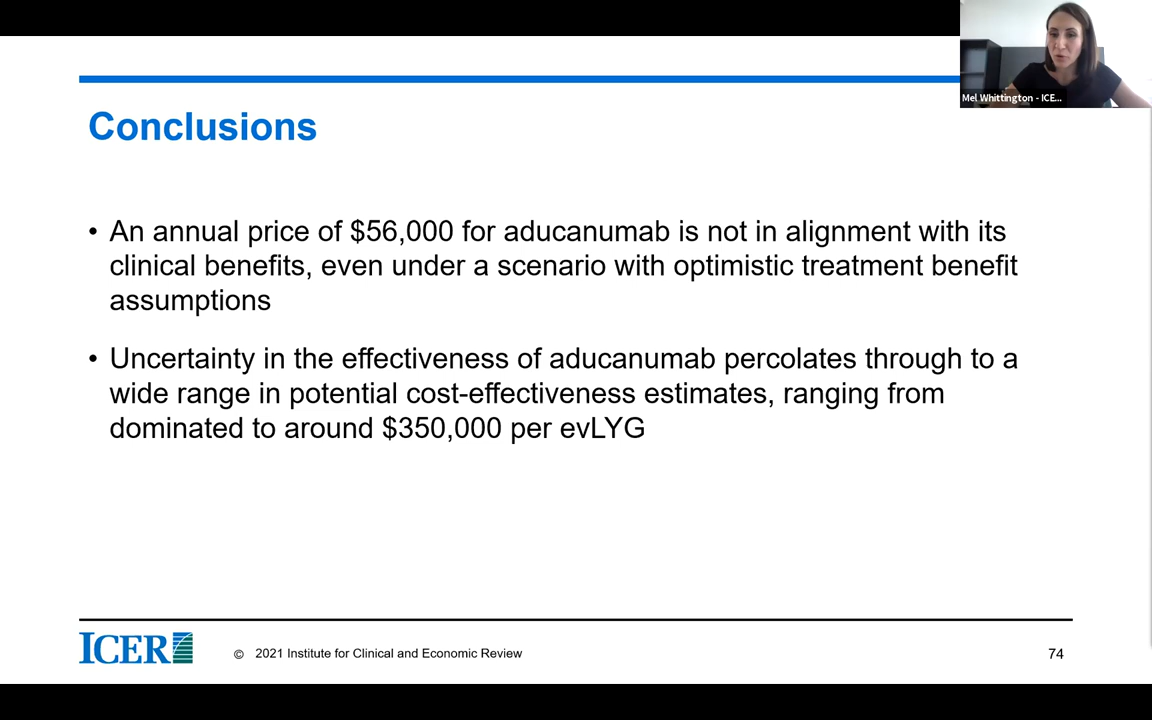 Mel Whittington - ICE...
Conclusions
• An annual price of $56,000 for aducanumab is not in alignment with its
clinical benefits, even under a scenario with optimistic treatment benefit
assumptions
• Uncertainty in the effectiveness of aducanumab percolates through to a
wide range in potential cost-effectiveness estimates, ranging from
dominated to around $350,000 per evLYG
ICER
© 2021 Institute for Clinical and Economic Review
74